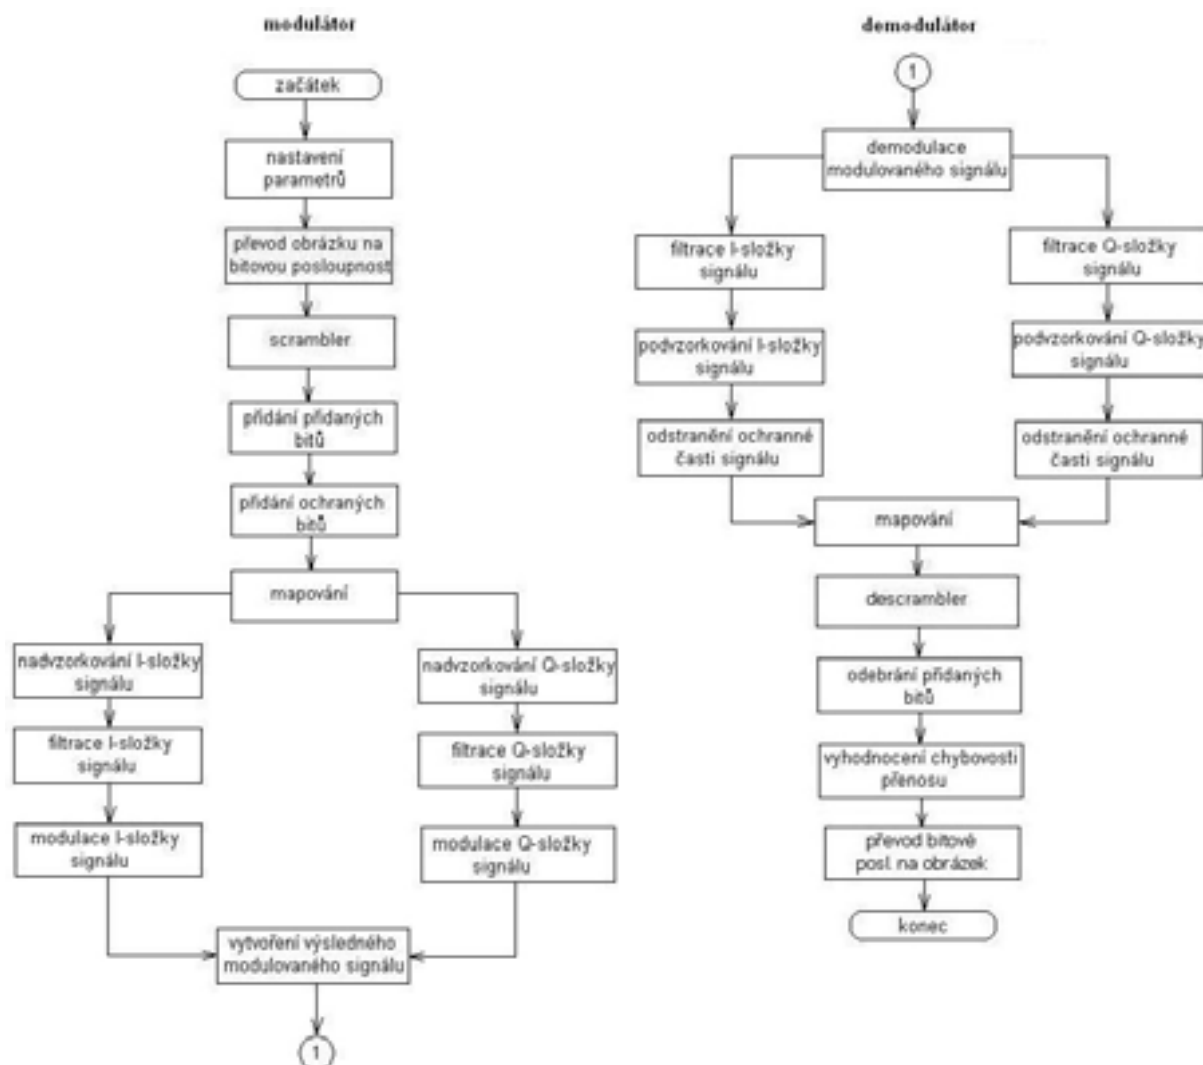 modulátor
začátek
nastavení
parametrů
převod obrázku na
bitovou posloupnost
scrambler
přidání přidaných
bitů
přidání ochraných
bitů
mapování
nadvzorkování I-složky
signálu
filtrace I-složky
signálu
modulace I-složky
signálu
nadvzorkování Q-složky
signálu
filtrace Q-složky
signálu
modulace Q-složky
signálu
vytvoření výsledného
modulovaného signálu
1
demodulátor
1
demodulace
modulovaného signálu
filtrace I-složky
signálu
podvzorkování I-složky
signálu
odstranění ochranné
časti signálu
filtrace Q-složky
signálu
podvzorkování Q-složky
signálu
odstranění ochranné
časti signálu
mapování
descrambler
odebrání přidaných
bitů
vyhodnocení chybovosti
přenosu
převod bitové
posl. na obrázek
konec